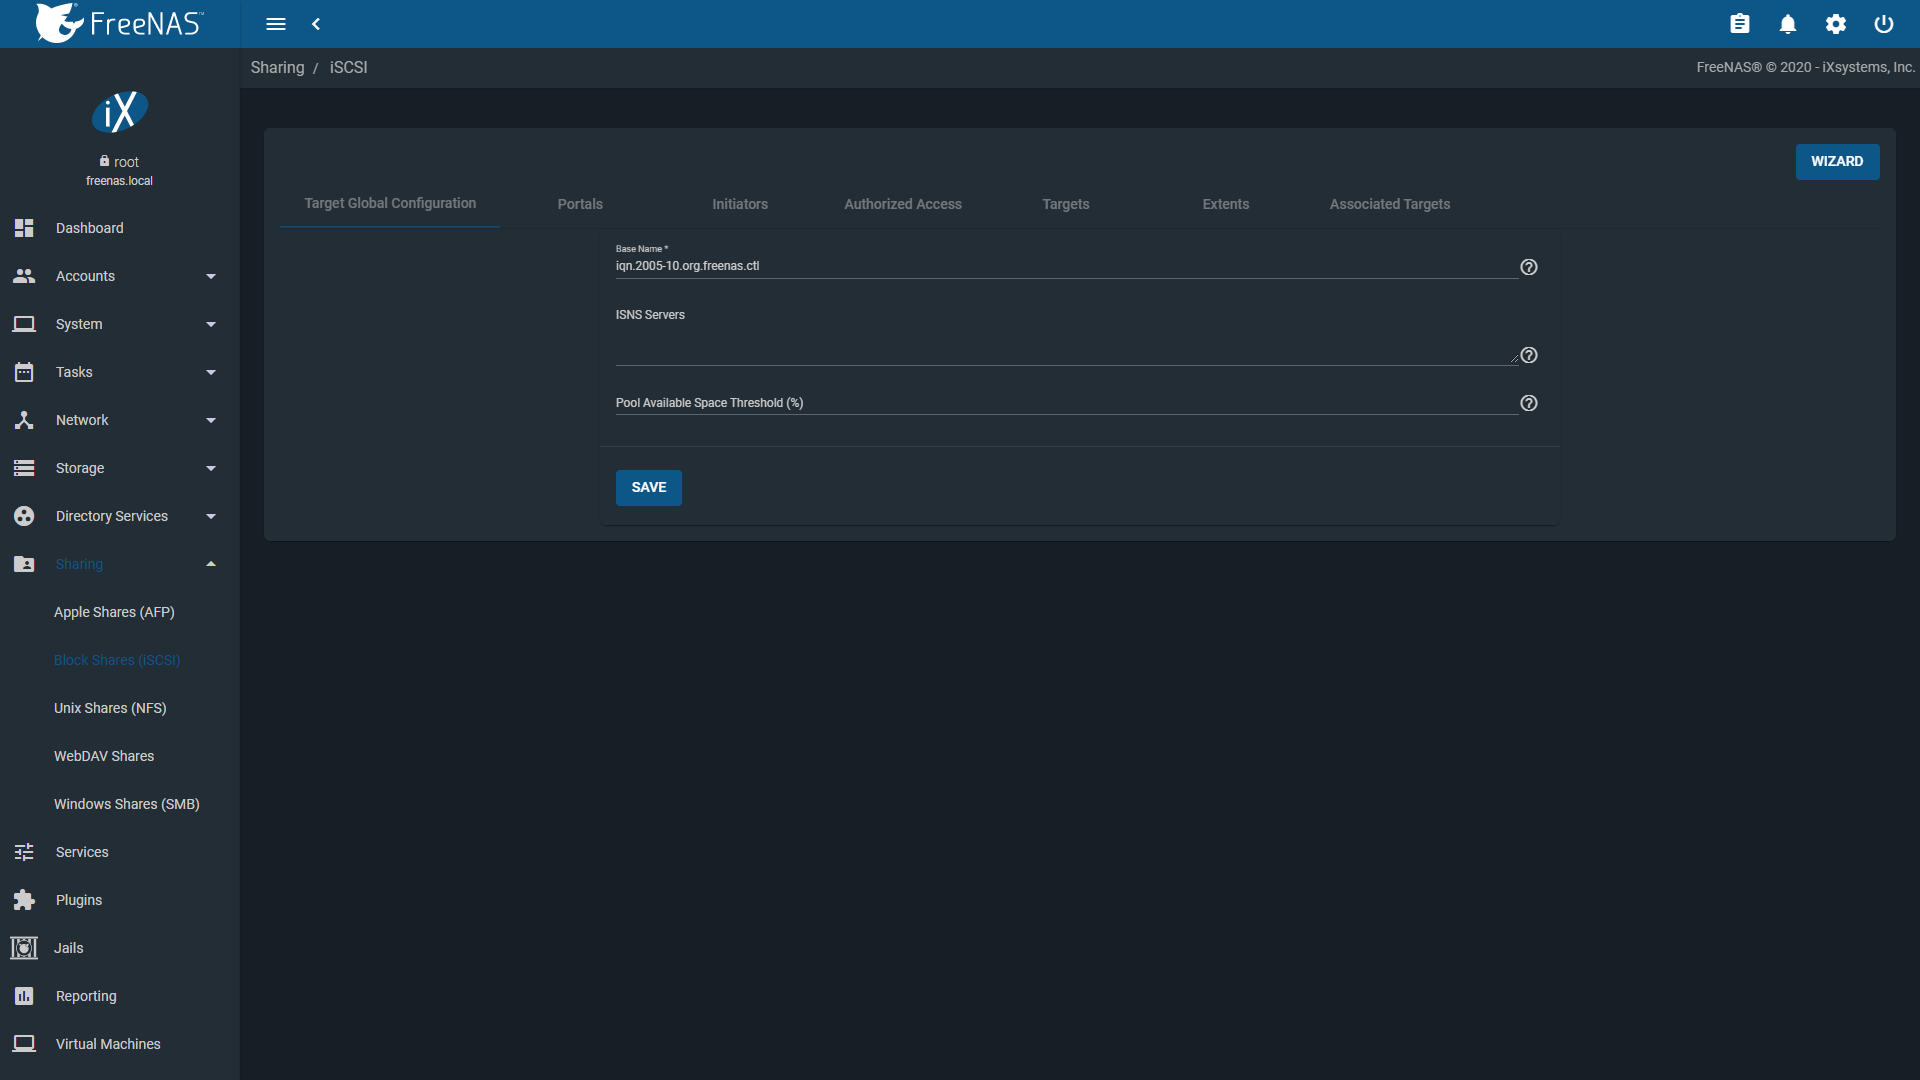 FreeNAS™
Sharing / iSCSI
FreeNAS® © 2020 - iXsystems, Inc.
iX
root
freenas.local
Dashboard
Accounts
System
Tasks
Network
Storage
Directory Services
Sharing
Apple Shares (AFP)
Block Shares (iSCSI)
Unix Shares (NFS)
WebDAV Shares
Windows Shares (SMB)
Services
Plugins
Jails
Reporting
Virtual Machines
WIZARD
Target Global Configuration Portals Initiators Authorized Access Targets Extents Associated Targets
Base Name *
iqn.2005-10.org.freenas.ctl
ISNS Servers
Pool Available Space Threshold (%)
SAVE